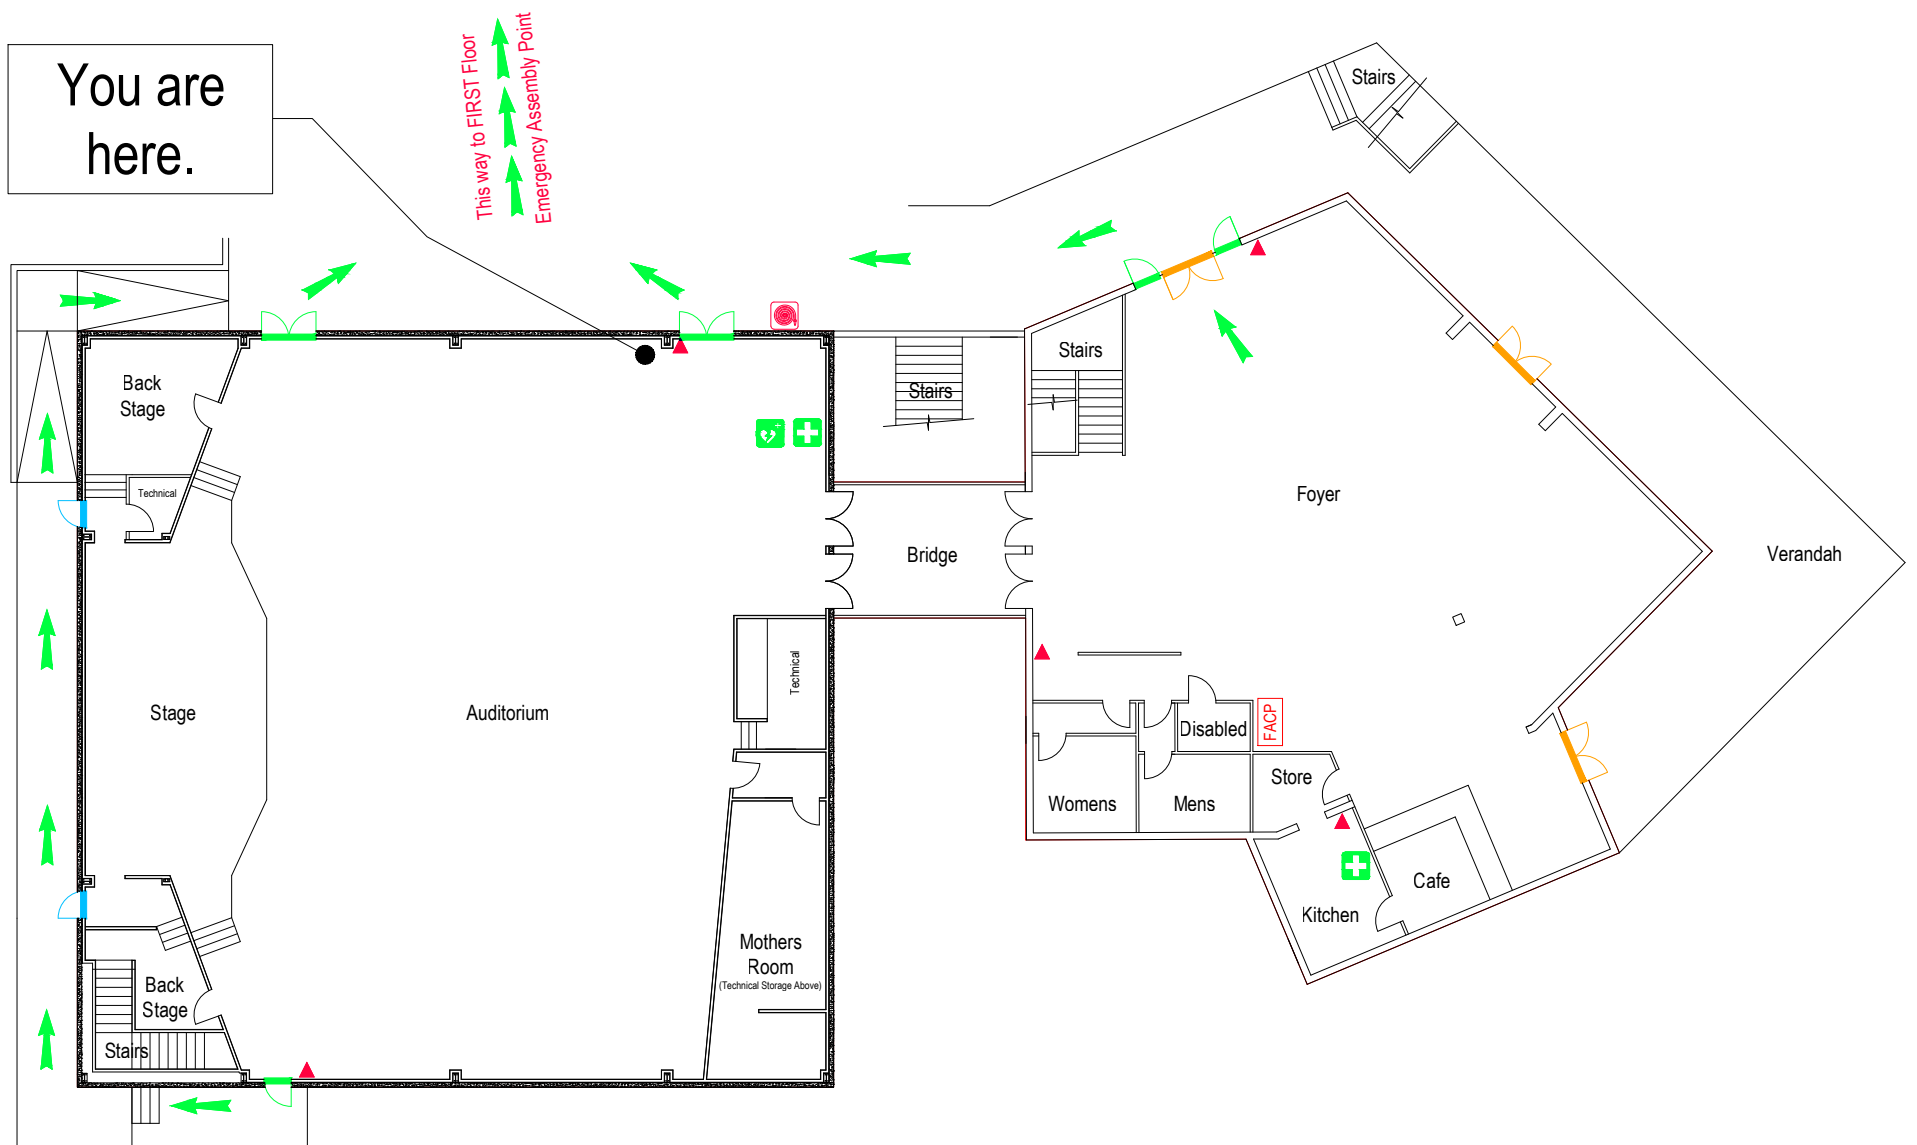 You are
here.
This way to FIRST Floor
Emergency Assembly Point
Stairs
Back
Stage
Technical
Stairs
Stairs
Foyer
Bridge
Verandah
Stage
Auditorium
Technical
Disabled
FACP
Store
Womens
Mens
Cafe
Kitchen
Mothers
Room
(Technical Storage Above)
Back
Stage
Stairs